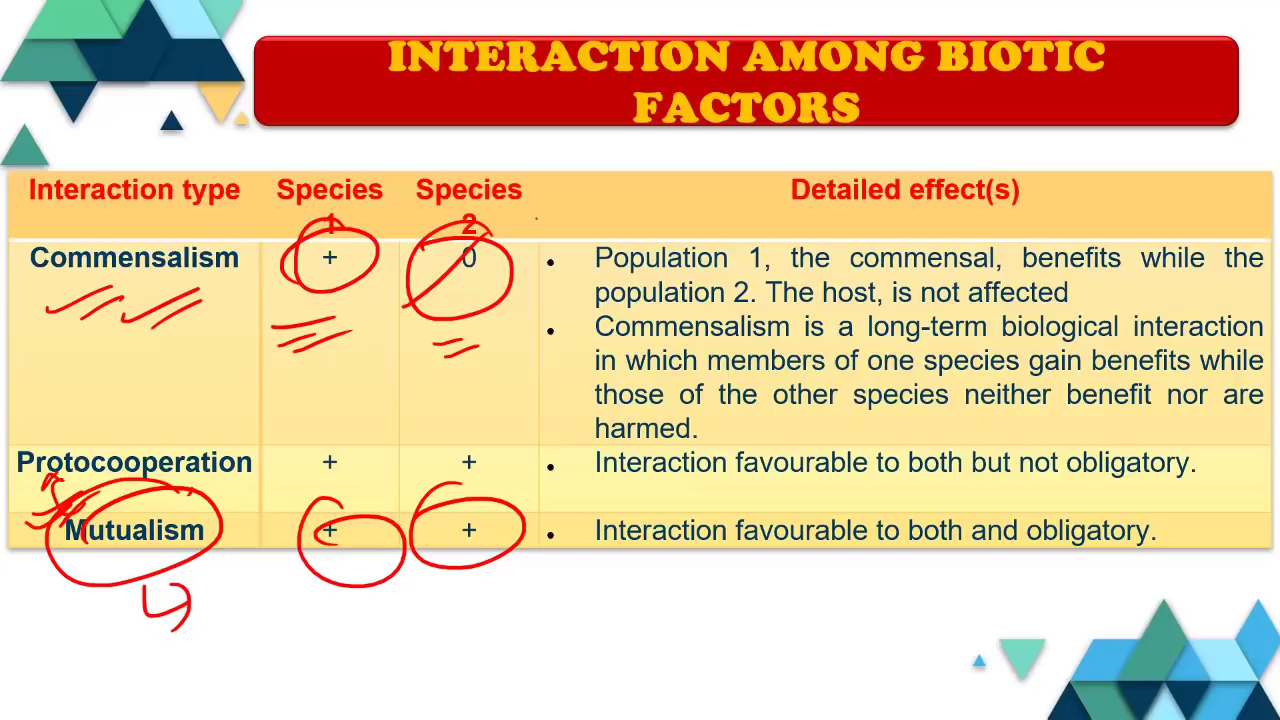 INTERACTION AMONG BIOTIC
FACTORS
Interaction type
Species
1
Species
2
Detailed effect(s)
Commensalism
+
0
• Population 1, the commensal, benefits while the
population 2. The host, is not affected
• Commensalism is a long-term biological interaction
in which members of one species gain benefits while
those of the other species neither benefit nor are
harmed.
Protocooperation
+
+
• Interaction favourable to both but not obligatory.
Mutualism
+
+
• Interaction favourable to both and obligatory.